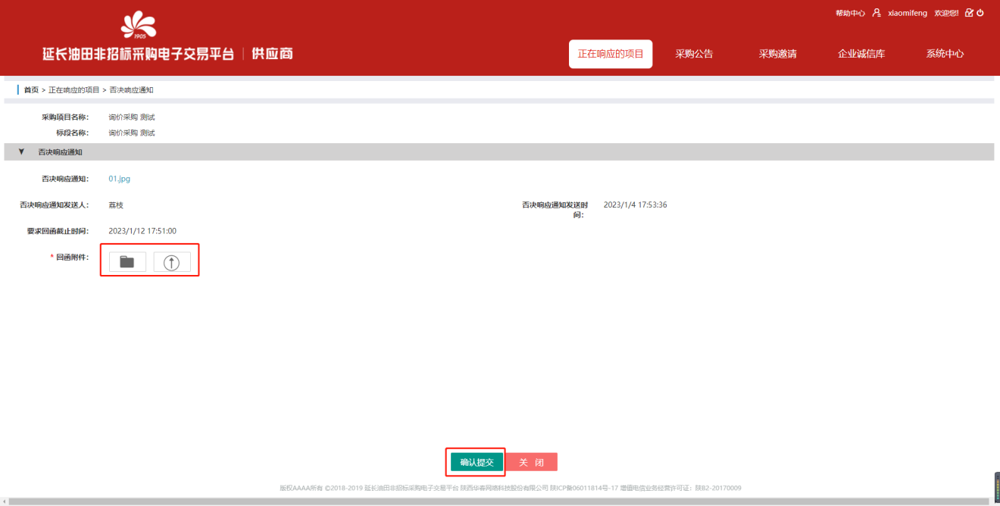 帮助中心 xiaomifeng 欢迎您!
1905
延长油田非招标采购电子交易平台 | 供应商
正在响应的项目 采购公告 采购邀请 企业诚信库 系统中心
首页 > 正在响应的项目 > 否决响应通知
采购项目名称: 询价采购 测试
标段名称: 询价采购 测试
▼ 否决响应通知
否决响应通知: 01.jpg
否决响应通知发送人: 荔枝
否决响应通知发送时
间: 2023/1/4 17:53:36
要求回函截止时间: 2023/1/12 17:51:00
* 回函附件:
确认提交 关 闭
版权AAAA所有 ©2018-2019 延长油田非招标采购电子交易平台 陕西华春网络科技股份有限公司 陕ICP备06011814号-17 增值电信业务经营许可证: 陕B2-20170009